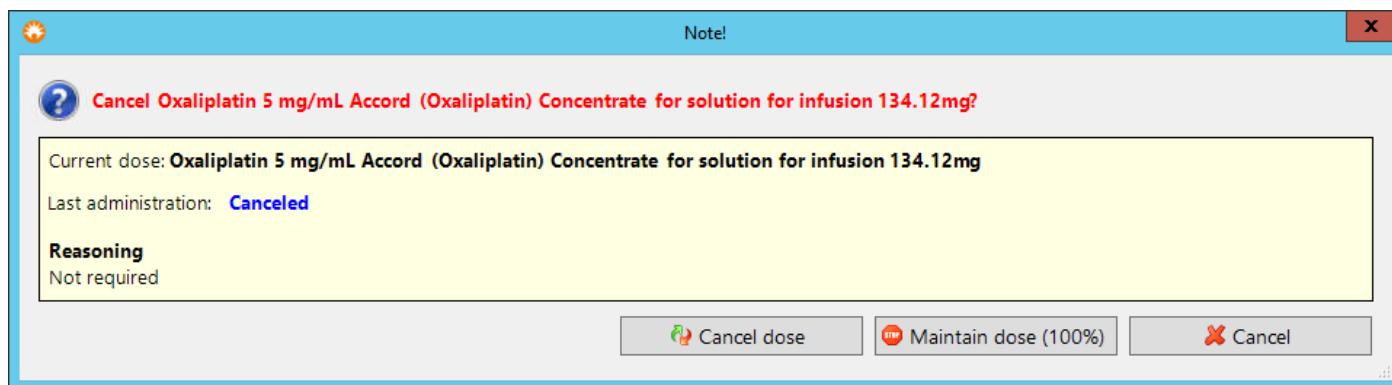 Note!
X
Cancel Oxaliplatin 5 mg/mL Accord (Oxaliplatin) Concentrate for solution for infusion 134.12mg?
Current dose: Oxaliplatin 5 mg/mL Accord (Oxaliplatin) Concentrate for solution for infusion 134.12mg
Last administration: Canceled
Reasoning
Not required
Cancel dose STOP Maintain dose (100%) Cancel